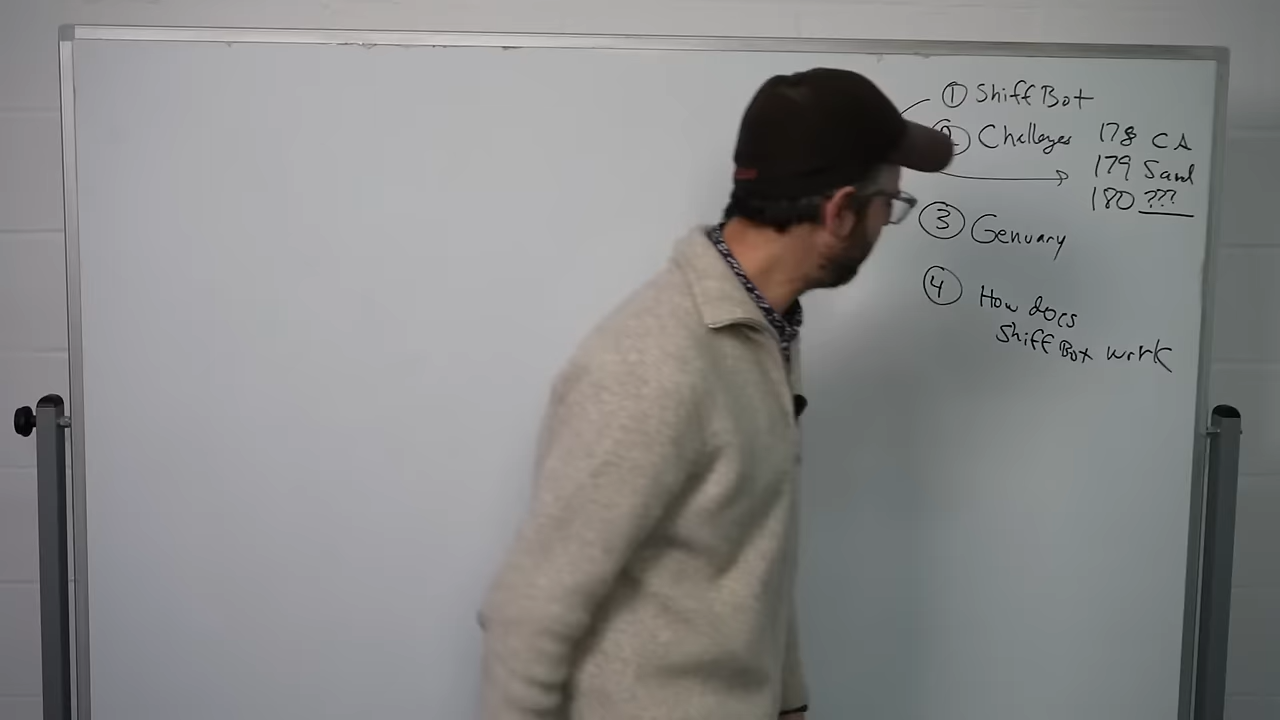 ① Shiff Bot
② Challeges 178 CA
179 Sand
180 ???
③ Genuary
④ How does
Shiff Bot work